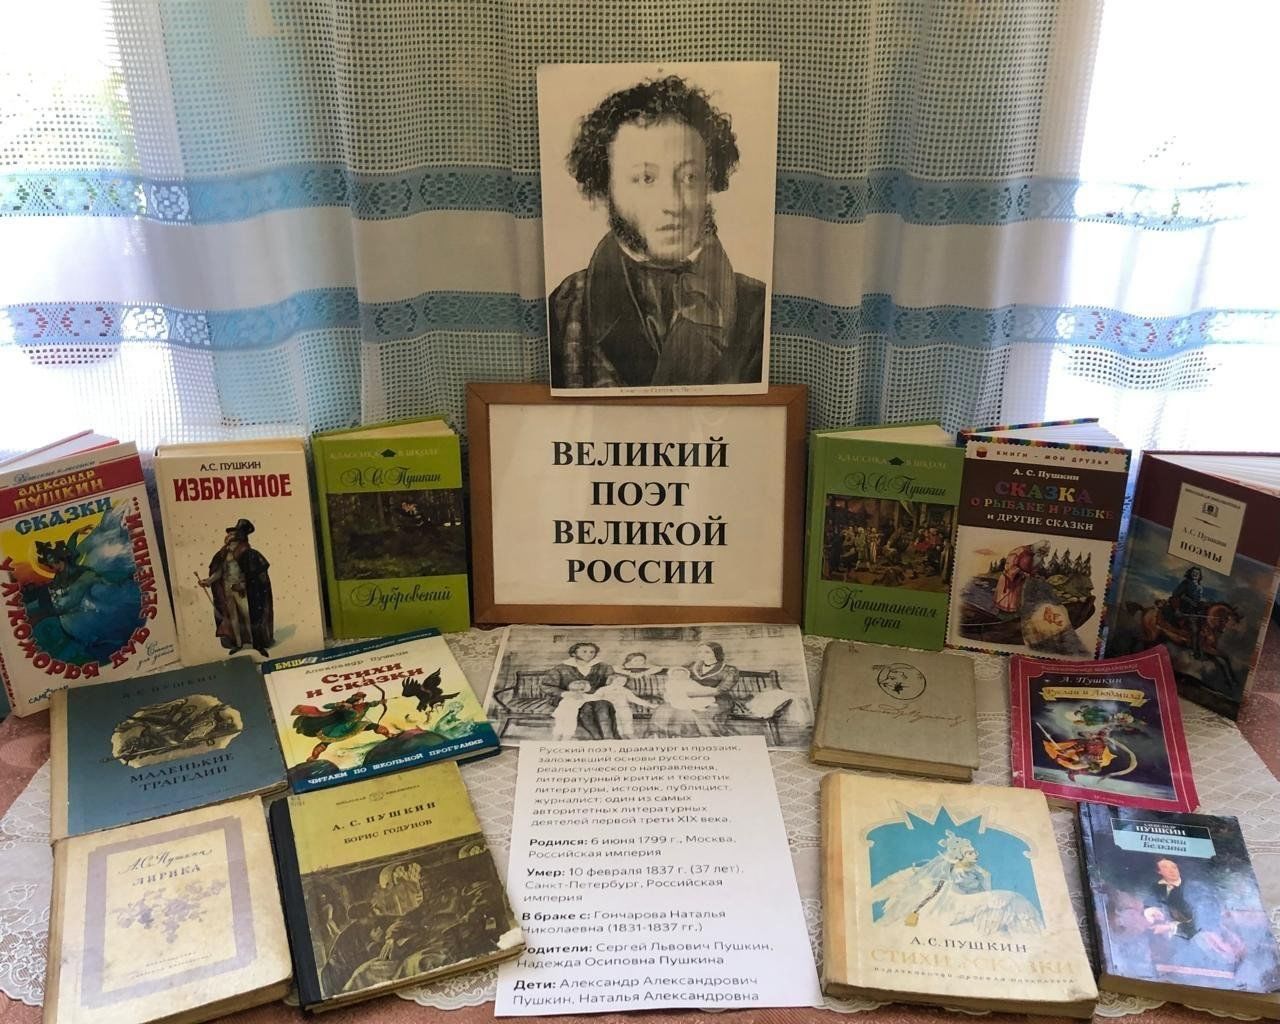 ВЕЛИКИЙ
ПОЭТ
ВЕЛИКОЙ
РОССИИ
Александр
ПУШКИН
СКАЗКИ
У ЛУКОМОРЬЯ
ДУБ ЗЕЛЁНЫЙ...
А.С. ПУШКИН
ИЗБРАННОЕ
КЛАССИКА В ШКОЛЕ
А.С. Пушкин
Дубровский
КЛАССИКА В ШКОЛЕ
А.С. Пушкин
Капитанская
дочка
КНИГИ - МОИ ДРУЗЬЯ
А. С. Пушкин
СКАЗКА
О РЫБАКЕ И РЫБКЕ
И ДРУГИЕ СКАЗКИ
А.С. Пушкин
ПОЭМЫ
А.С. ПУШКИН
МАЛЕНЬКИЕ
ТРАГЕДИИ
БМШ
Александр Пушкин
СТИХИ
И СКАЗКИ
ЧИТАЕМ ПО ШКОЛЬНОЙ ПРОГРАММЕ
А. Пушкин
Руслан и Людмила
А.С. Пушкин
ЛИРИКА
А. С. ПУШКИН
БОРИС ГОДУНОВ
Русский поэт, драматург и прозаик,
заложивший основы русского
реалистического направления,
литературный критик и теоретик
литературы, историк, публицист,
журналист; один из самых
авторитетных литературных
деятелей первой трети XIX века.
Родился: 6 июня 1799 г., Москва,
Российская империя
Умер: 10 февраля 1837 г. (37 лет),
Санкт-Петербург, Российская
империя
В браке с: Гончарова Наталья
Николаевна (1831-1837 гг.)
Родители: Сергей Львович Пушкин,
Надежда Осиповна Пушкина
Дети: Александр Александрович
Пушкин, Наталья Александровна
А.С. ПУШКИН
СТИХИ СКАЗКИ
АЛЕКСАНДР
ПУШКИН
Повести
Белкина